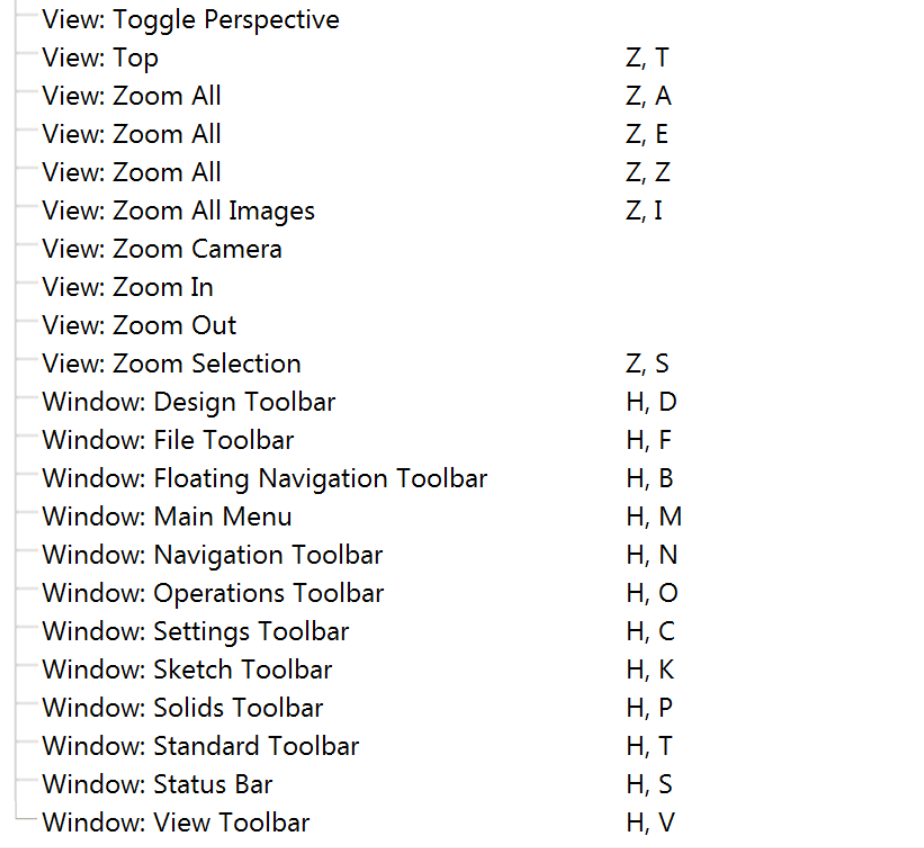 View: Toggle Perspective
View: Top Z, T
View: Zoom All Z, A
View: Zoom All Z, E
View: Zoom All Z, Z
View: Zoom All Images Z, I
View: Zoom Camera
View: Zoom In
View: Zoom Out
View: Zoom Selection Z, S
Window: Design Toolbar H, D
Window: File Toolbar H, F
Window: Floating Navigation Toolbar H, B
Window: Main Menu H, M
Window: Navigation Toolbar H, N
Window: Operations Toolbar H, O
Window: Settings Toolbar H, C
Window: Sketch Toolbar H, K
Window: Solids Toolbar H, P
Window: Standard Toolbar H, T
Window: Status Bar H, S
Window: View Toolbar H, V